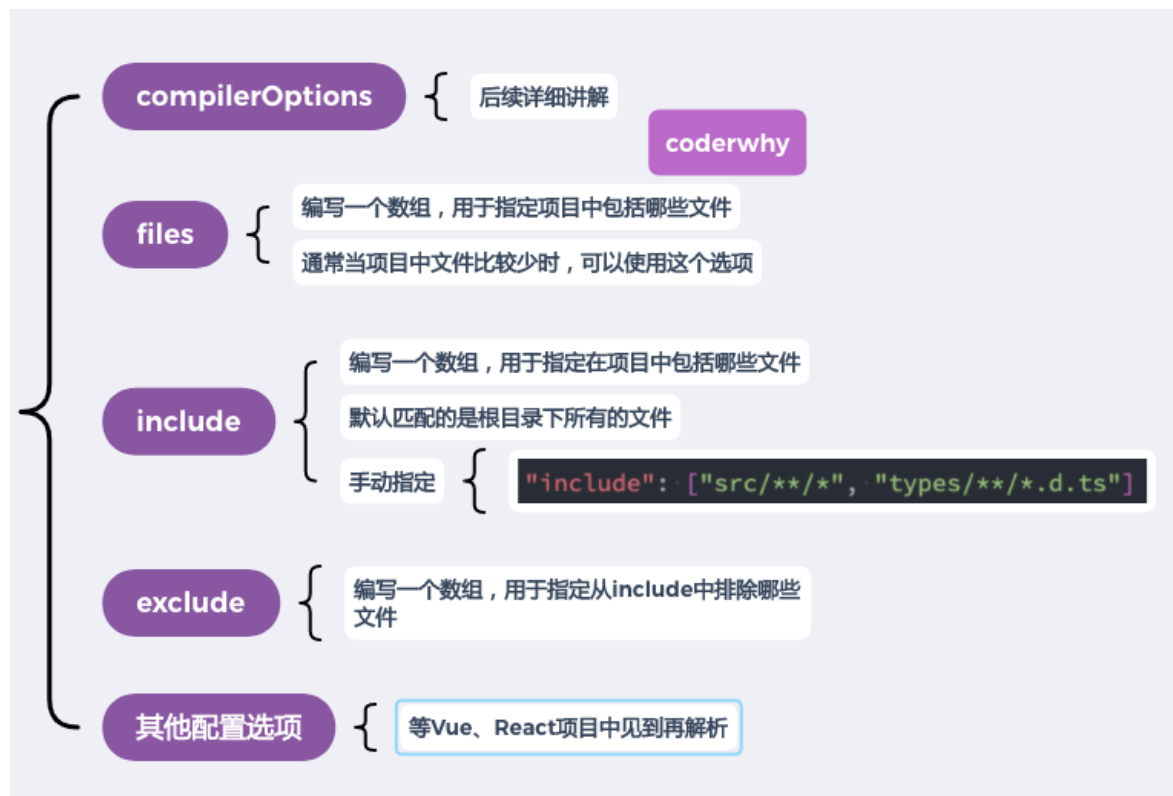 compilerOptions
后续详细讲解
coderwhy
files
编写一个数组，用于指定项目中包括哪些文件
通常当项目中文件比较少时，可以使用这个选项
include
编写一个数组，用于指定在项目中包括哪些文件
默认匹配的是根目录下所有的文件
手动指定
"include": ["src/**/*", "types/**/*.d.ts"]
exclude
编写一个数组，用于指定从include中排除哪些
文件
其他配置选项
等Vue、React项目中见到再解析